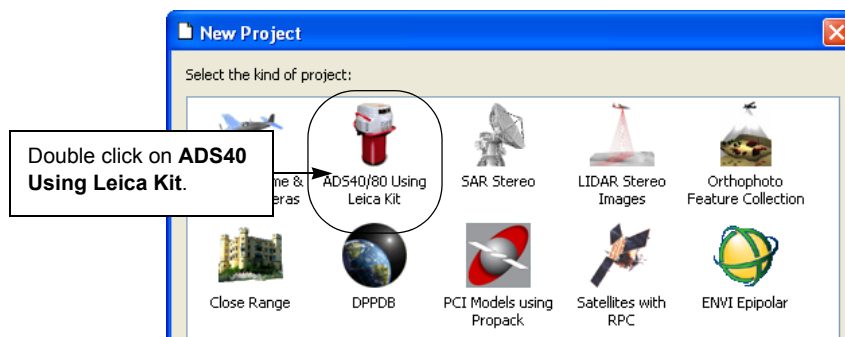 New Project
Select the kind of project:
Double click on ADS40
Using Leica Kit.
me &
eras
ADS40/80 Using
Leica Kit
SAR Stereo
LIDAR Stereo
Images
Orthophoto
Feature Collection
Close Range
DPPDB
PCI Models using
Propack
Satellites with
RPC
ENVI Epipolar